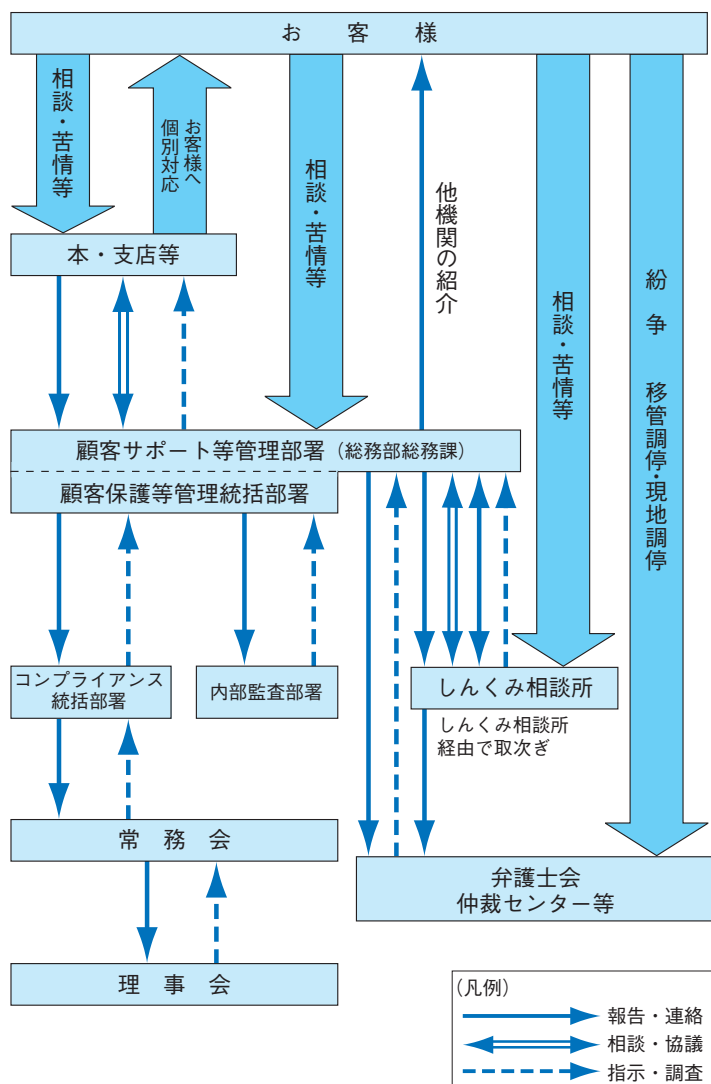 お客様
相談・苦情等
お客様へ
個別対応
相談・苦情等
他機関の紹介
相談・苦情等
紛争 移管調停・現地調停
本・支店等
顧客サポート等管理部署(総務部総務課)
顧客保護等管理統括部署
コンプライアンス
統括部署
内部監査部署
しんくみ相談所
しんくみ相談所
経由で取次ぎ
常務会
弁護士会
仲裁センター等
理事会
(凡例)
報告・連絡
相談・協議
指示・調査